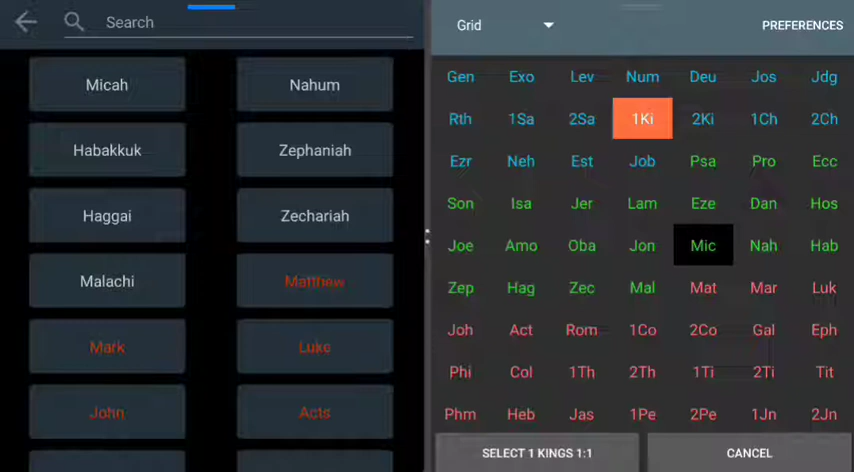 Search
Micah Nahum
Habakkuk Zephaniah
Haggai Zechariah
Malachi Matthew
Mark Luke
John Acts
Grid PREFERENCES
Gen Exo Lev Num Deu Jos Jdg
Rth 1Sa 2Sa 1Ki 2Ki 1Ch 2Ch
Ezr Neh Est Job Psa Pro Ecc
Son Isa Jer Lam Eze Dan Hos
Joe Amo Oba Jon Mic Nah Hab
Zep Hag Zec Mal Mat Mar Luk
Joh Act Rom 1Co 2Co Gal Eph
Phi Col 1Th 2Th 1Ti 2Ti Tit
Phm Heb Jas 1Pe 2Pe 1Jn 2Jn
SELECT 1 KINGS 1:1 CANCEL